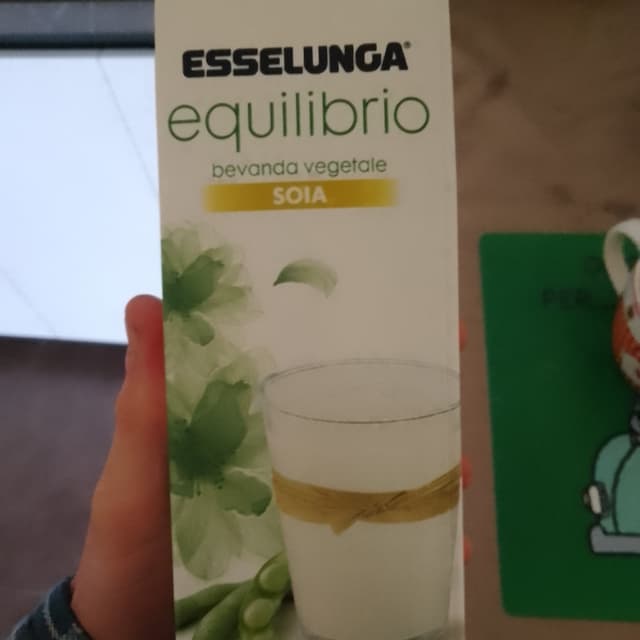 ESSELUNGA®
equilibrio
bevanda vegetale
SOIA